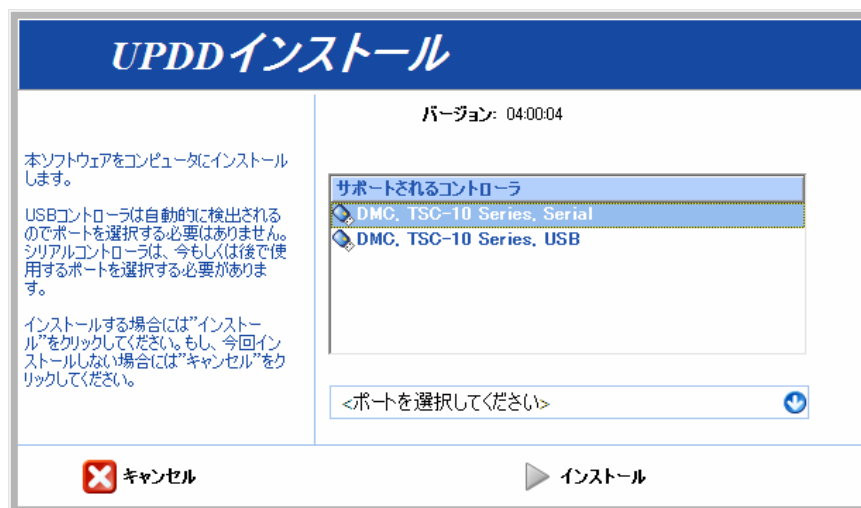 UPDDインストール
バージョン: 04:00:04
本ソフトウェアをコンピュータにインストール
します。
USBコントローラは自動的に検出される
のでポートを選択する必要はありません。
シリアルコントローラは、今もしくは後で使
用するポートを選択する必要がありま
す。
インストールする場合には”インストー
ル”をクリックしてください。もし、今回イン
ストールしない場合には”キャンセル”をク
リックしてください。
サポートされるコントローラ
DMC, TSC-10 Series, Serial
DMC, TSC-10 Series, USB
<ポートを選択してください>
キャンセル
インストール